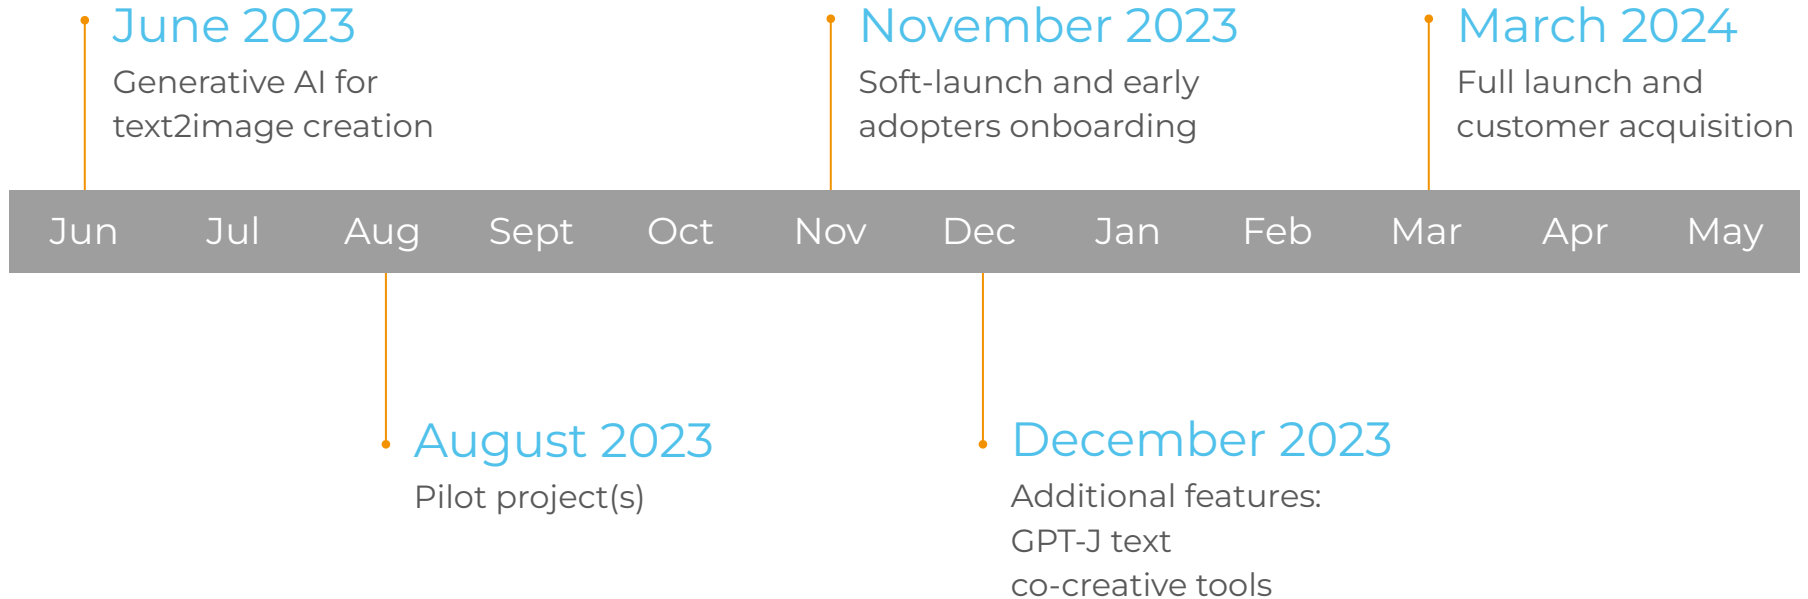 June 2023
Generative AI for
text2image creation
November 2023
Soft-launch and early
adopters onboarding
March 2024
Full launch and
customer acquisition
Jun Jul Aug Sept Oct Nov Dec Jan Feb Mar Apr May
August 2023
Pilot project(s)
December 2023
Additional features:
GPT-J text
co-creative tools